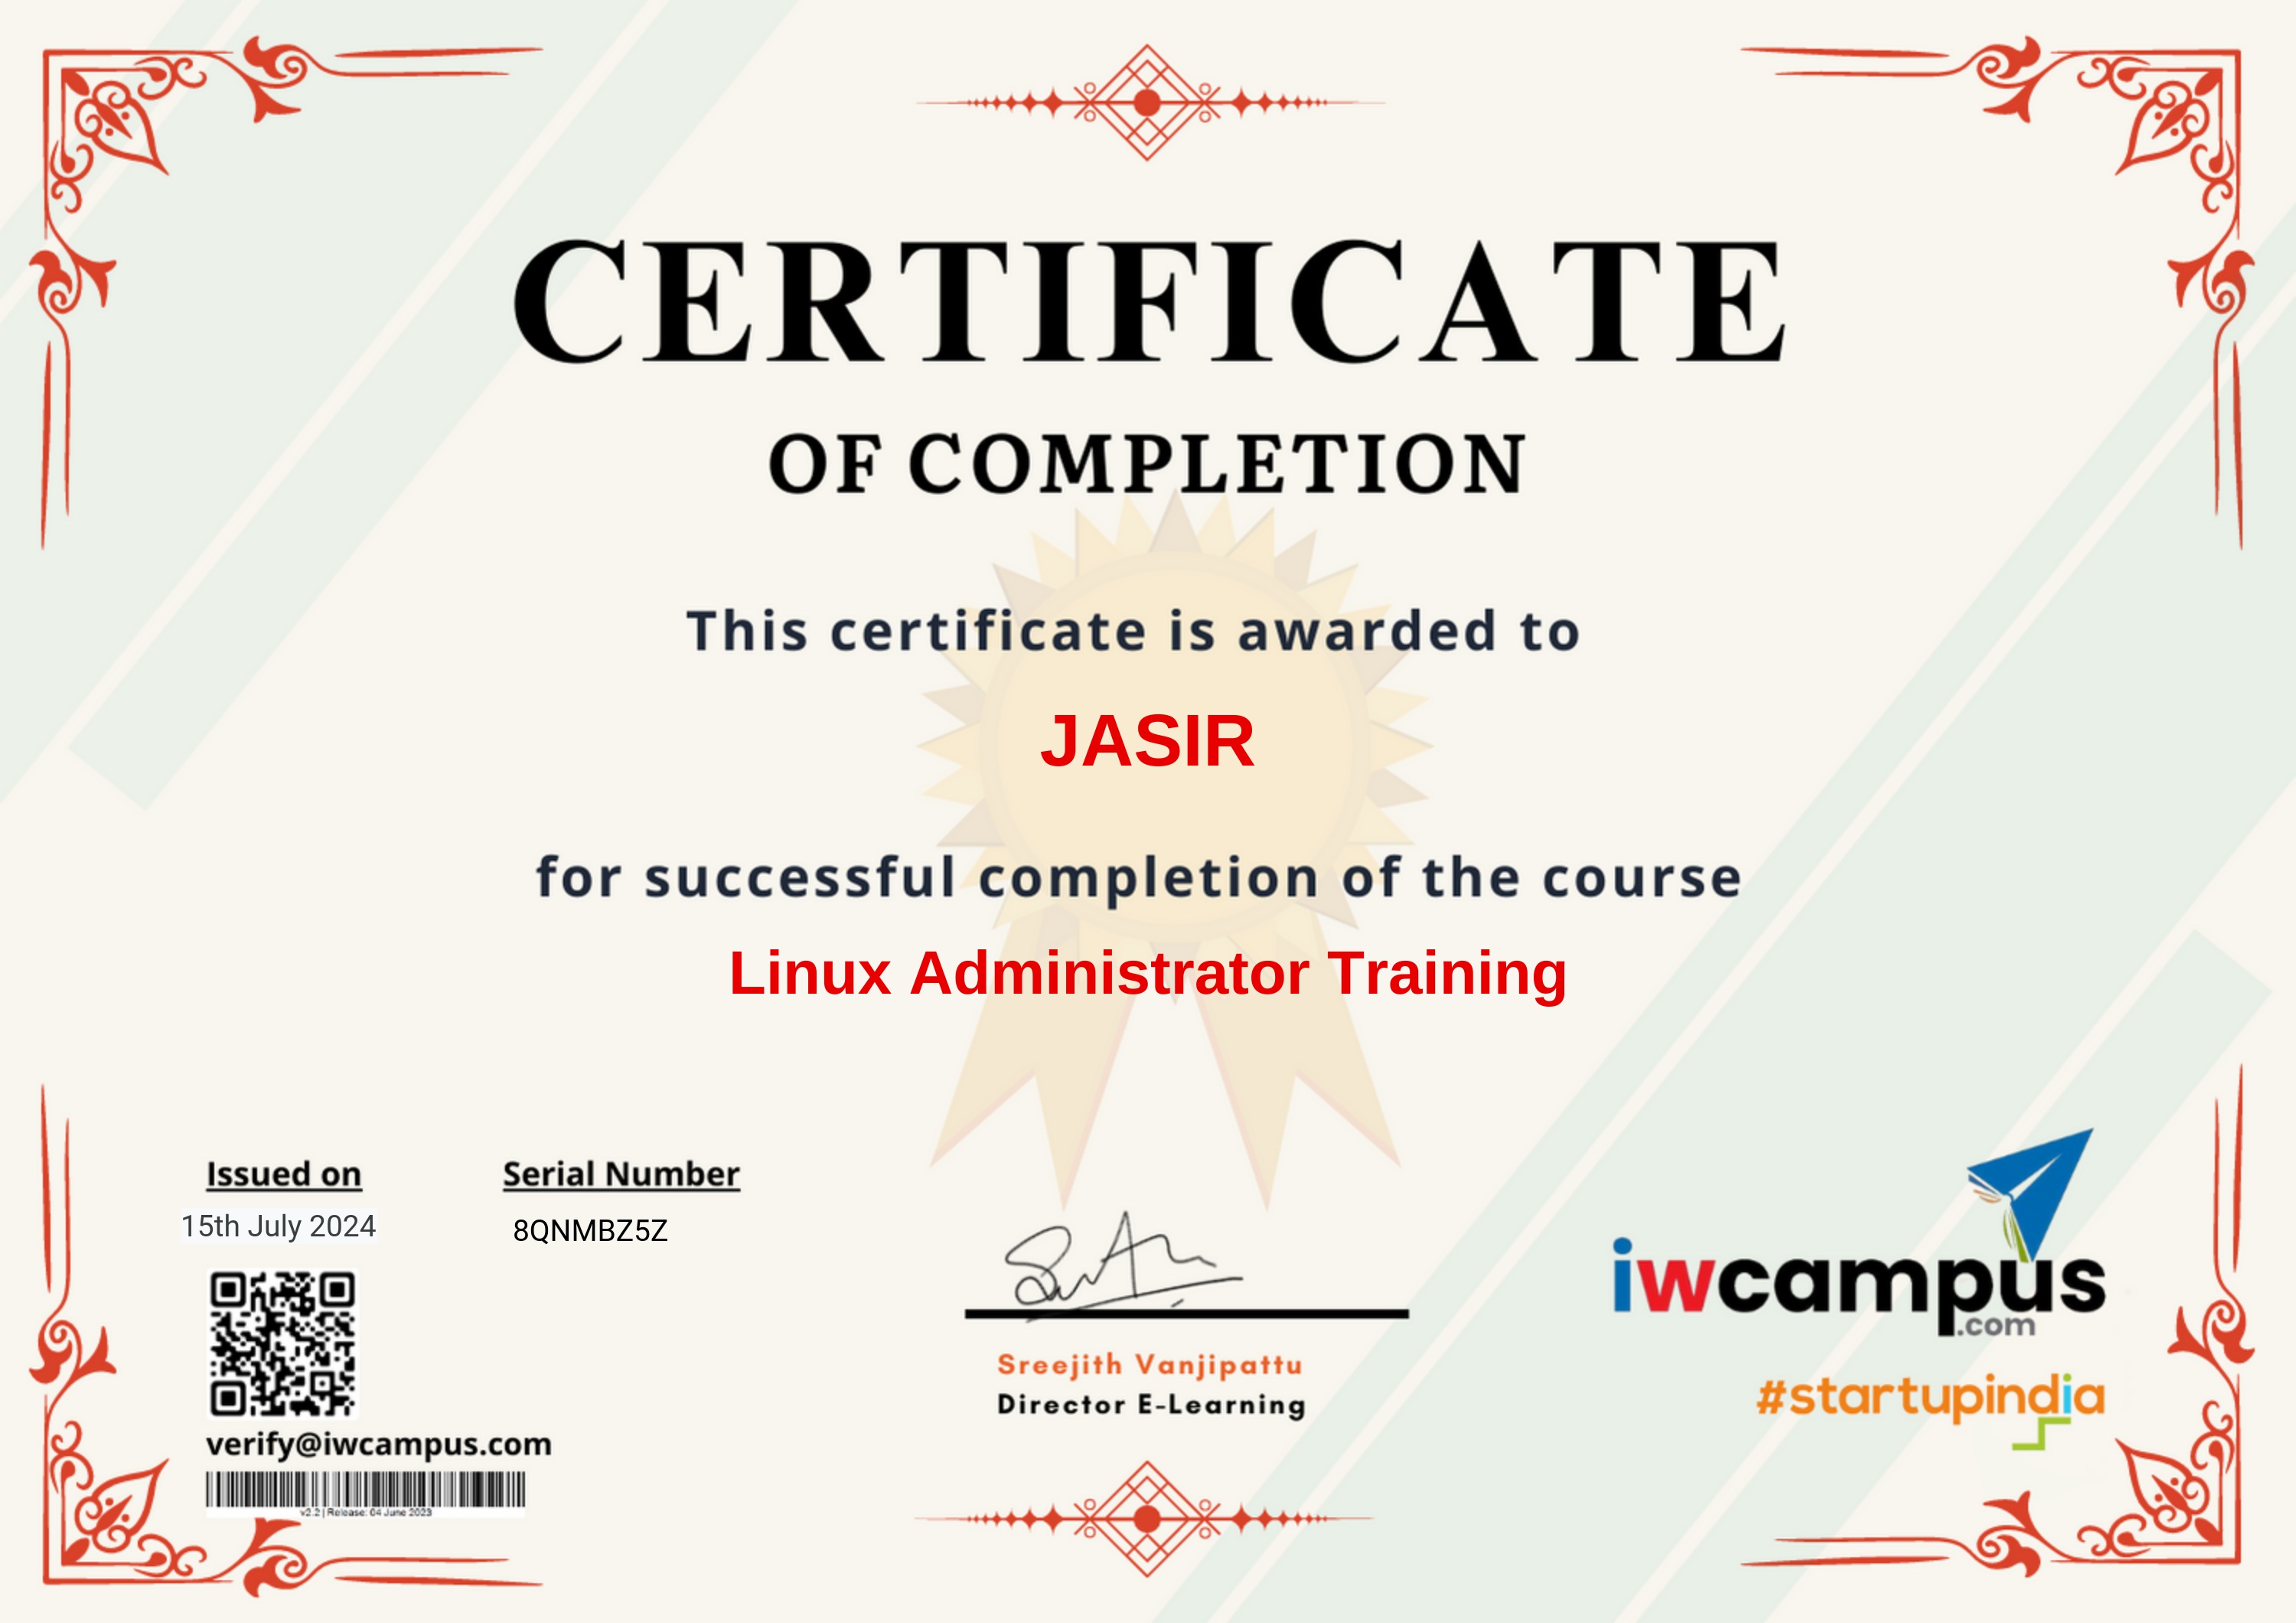 CERTIFICATE
OF COMPLETION
This certificate is awarded to
JASIR
for successful completion of the course
Linux Administrator Training
Issued on
15th July 2024
Serial Number
8QNMBZ5Z
verify@iwcampus.com
v2.2 | Release: 04 June 2023
Sreejith Vanjipattu
Director E-Learning
iwcampus
.com
#startupindia